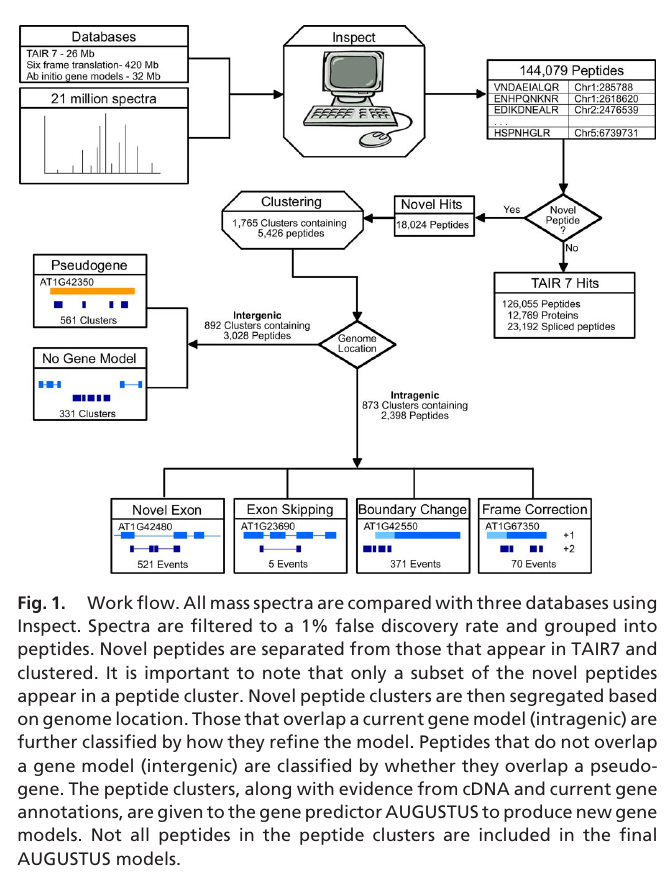 Databases
TAIR 7 - 26 Mb
Six frame translation- 420 Mb
Ab initio gene models - 32 Mb
21 million spectra
Inspect
144,079 Peptides
VNDAEIALQR Chr1:285788
ENHPQNKNR Chr1:2618620
EDIKDNEALR Chr2:2476539
. . .
HSPNHGLR Chr5:6739731
Novel
Peptide
?
Yes
No
Novel Hits
18,024 Peptides
Clustering
1,765 Clusters containing
5,426 peptides
TAIR 7 Hits
126,055 Peptides
12,769 Proteins
23,192 Spliced peptides
Pseudogene
AT1G42350
561 Clusters
No Gene Model
331 Clusters
Intergenic
892 Clusters containing
3,028 Peptides
Genome
Location
Intragenic
873 Clusters containing
2,398 Peptides
Novel Exon
AT1G42480
521 Events
Exon Skipping
AT1G23690
5 Events
Boundary Change
AT1G42550
371 Events
Frame Correction
AT1G67350
+1
+2
70 Events
Fig. 1. Work flow. All mass spectra are compared with three databases using
Inspect. Spectra are filtered to a 1% false discovery rate and grouped into
peptides. Novel peptides are separated from those that appear in TAIR7 and
clustered. It is important to note that only a subset of the novel peptides
appear in a peptide cluster. Novel peptide clusters are then segregated based
on genome location. Those that overlap a current gene model (intragenic) are
further classified by how they refine the model. Peptides that do not overlap
a gene model (intergenic) are classified by whether they overlap a pseudo-
gene. The peptide clusters, along with evidence from cDNA and current gene
annotations, are given to the gene predictor AUGUSTUS to produce new gene
models. Not all peptides in the peptide clusters are included in the final
AUGUSTUS models.